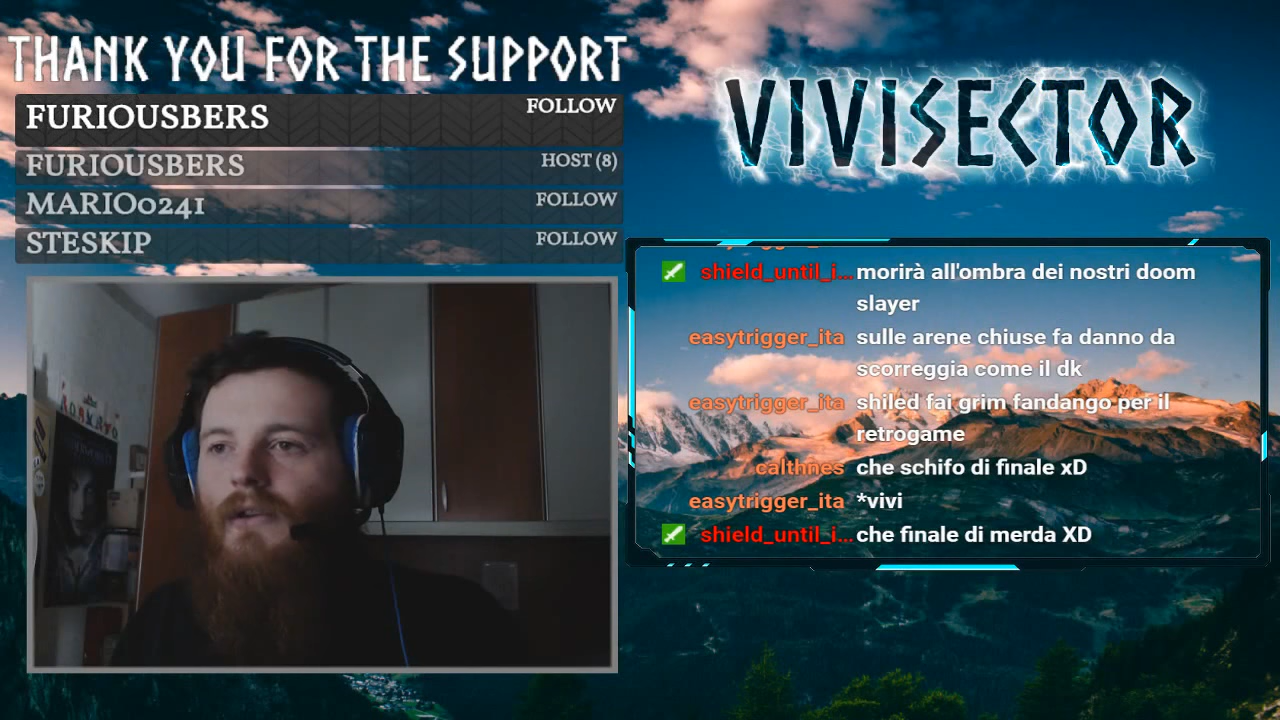 THANK YOU FOR THE SUPPORT
FURIOUSBERS FOLLOW
FURIOUSBERS HOST (8)
MARIO0241 FOLLOW
STESKIP FOLLOW
VIVISECTOR
shield_until_i... morirà all'ombra dei nostri doom
slayer
easytrigger_ita sulle arene chiuse fa danno da
scorreggia come il dk
easytrigger_ita shiled fai grim fandango per il
retrogame
calthnes che schifo di finale xD
easytrigger_ita *vivi
shield_until_i... che finale di merda XD